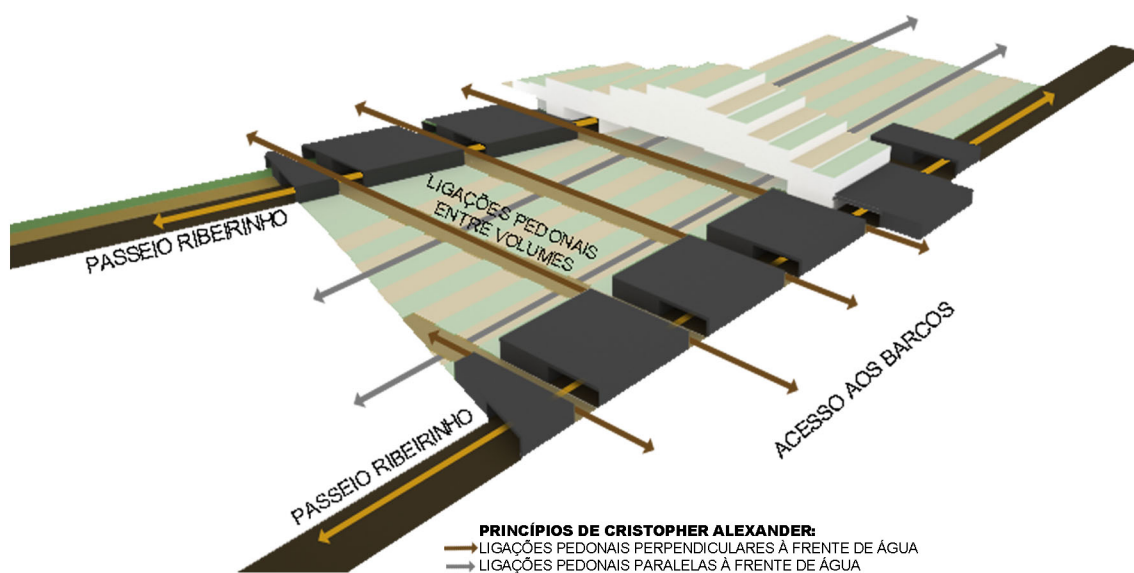 PASSEIO RIBEIRINHO
LIGAÇÕES PEDONAIS
ENTRE VOLUMES
ACESSO AOS BARCOS
PASSEIO RIBEIRINHO
PRINCÍPIOS DE CRISTOPHER ALEXANDER:
LIGAÇÕES PEDONAIS PERPENDICULARES À FRENTE DE ÁGUA
LIGAÇÕES PEDONAIS PARALELAS À FRENTE DE ÁGUA